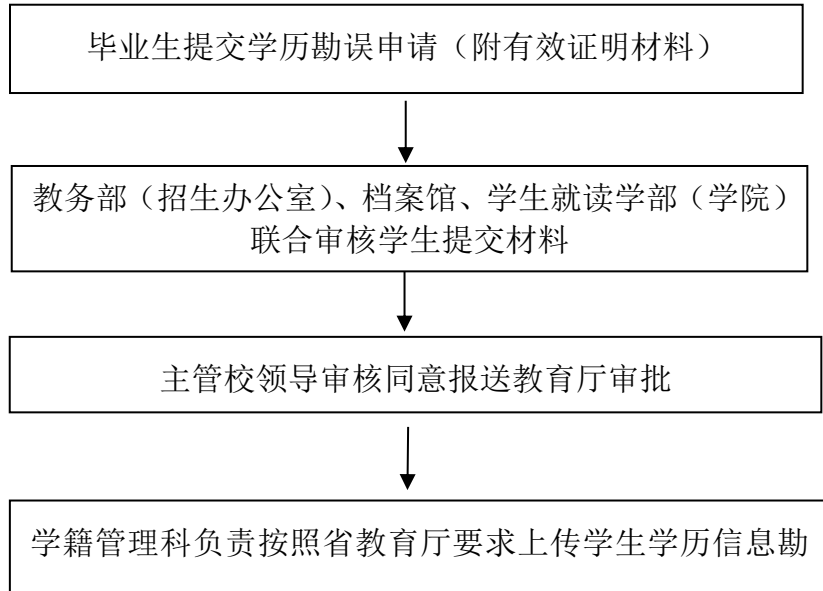 毕业生提交学历勘误申请（附有效证明材料）
教务部（招生办公室）、档案馆、学生就读学部（学院）
联合审核学生提交材料
主管校领导审核同意报送教育厅审批
学籍管理科负责按照省教育厅要求上传学生学历信息勘